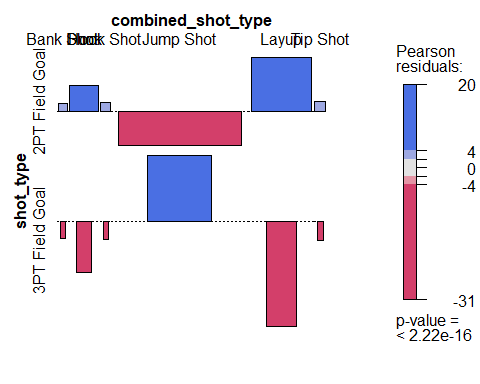 combined_shot_type
Bank Shot
Dunk
Hook Shot
Jump Shot
Layup
Tip Shot
shot_type
2PT Field Goal
3PT Field Goal
Pearson
residuals:
20
4
0
-4
-31
p-value =
< 2.22e-16